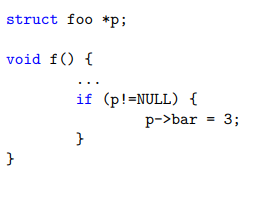 struct foo *p;
void f() {
...
if (p!=NULL) {
p->bar = 3;
}
}